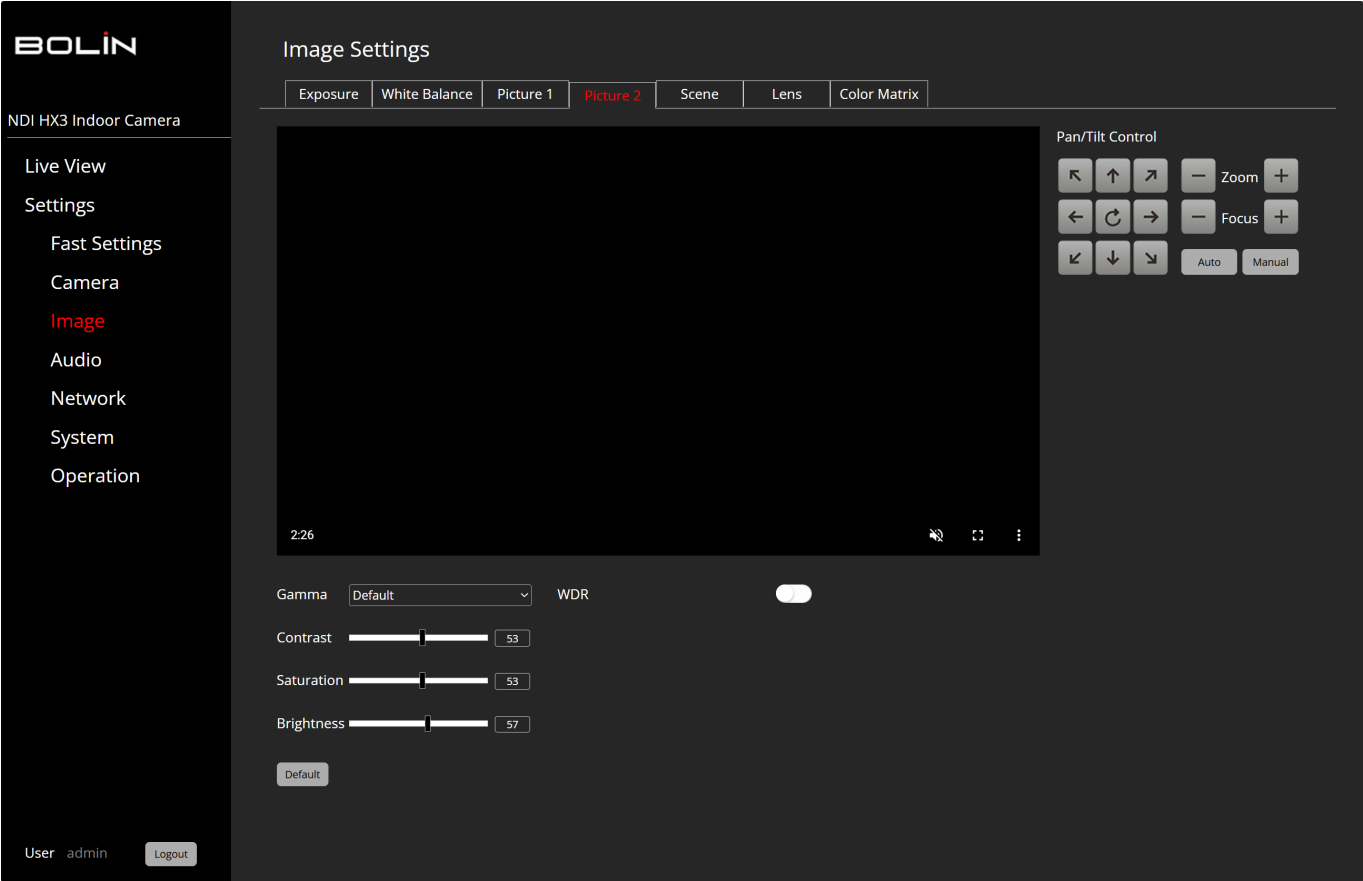 BOLIN
NDI HX3 Indoor Camera
Live View
Settings
Fast Settings
Camera
Image
Audio
Network
System
Operation
User admin
Logout
Image Settings
Exposure White Balance Picture 1 Picture 2 Scene Lens Color Matrix
2:26
Pan/Tilt Control
Zoom
Focus
Auto Manual
Gamma Default WDR
Contrast 53
Saturation 53
Brightness 57
Default